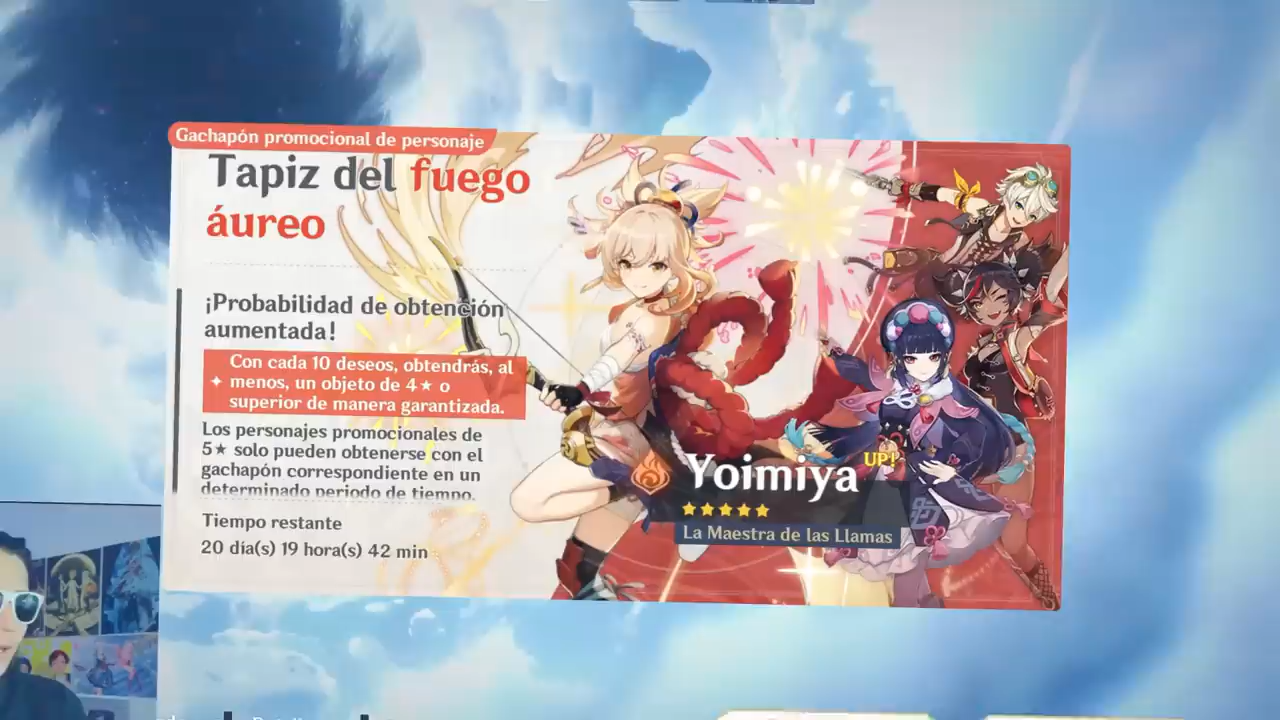 Gachapón promocional de personaje
Tapiz del fuego
áureo
¡Probabilidad de obtención
aumentada!
Con cada 10 deseos, obtendrás, al
menos, un objeto de 4★ o
superior de manera garantizada.
Los personajes promocionales de
5★ solo pueden obtenerse con el
gachapón correspondiente en un
determinado periodo de tiempo.
Tiempo restante
20 día(s) 19 hora(s) 42 min
Yoimiya UP!
La Maestra de las Llamas